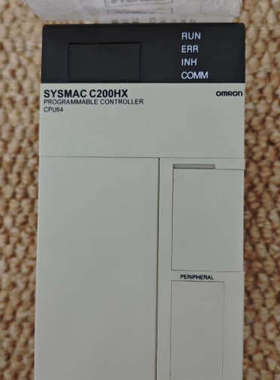 RUN
ERR
INH
COMM
SYSMAC C200HX
OMRON
PROGRAMMABLE CONTROLLER
CPU64
PERIPHERAL